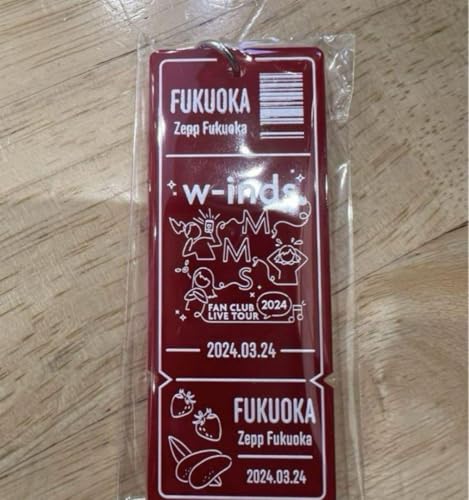 FUKUOKA
Zepp Fukuoka
w-inds.
M
M
S
FAN CLUB
LIVE TOUR
2024
2024.03.24
FUKUOKA
Zepp Fukuoka
2024.03.24